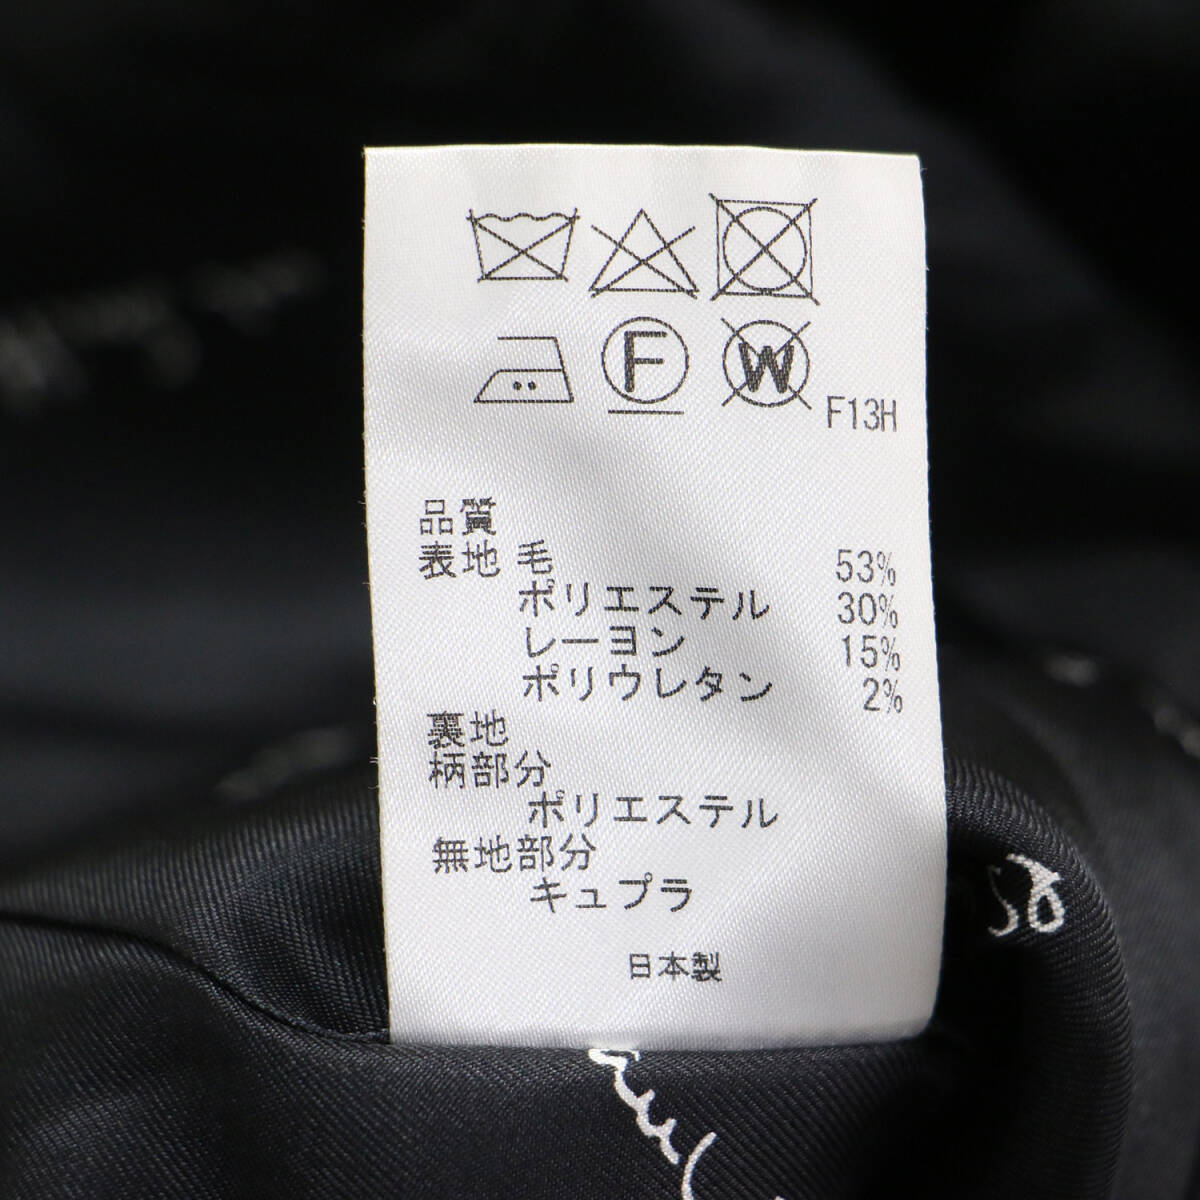 F
W
F13H
品質
表地 毛 53%
ポリエステル 30%
レーヨン 15%
ポリウレタン 2%
裏地
柄部分
ポリエステル
無地部分
キュプラ
日本製